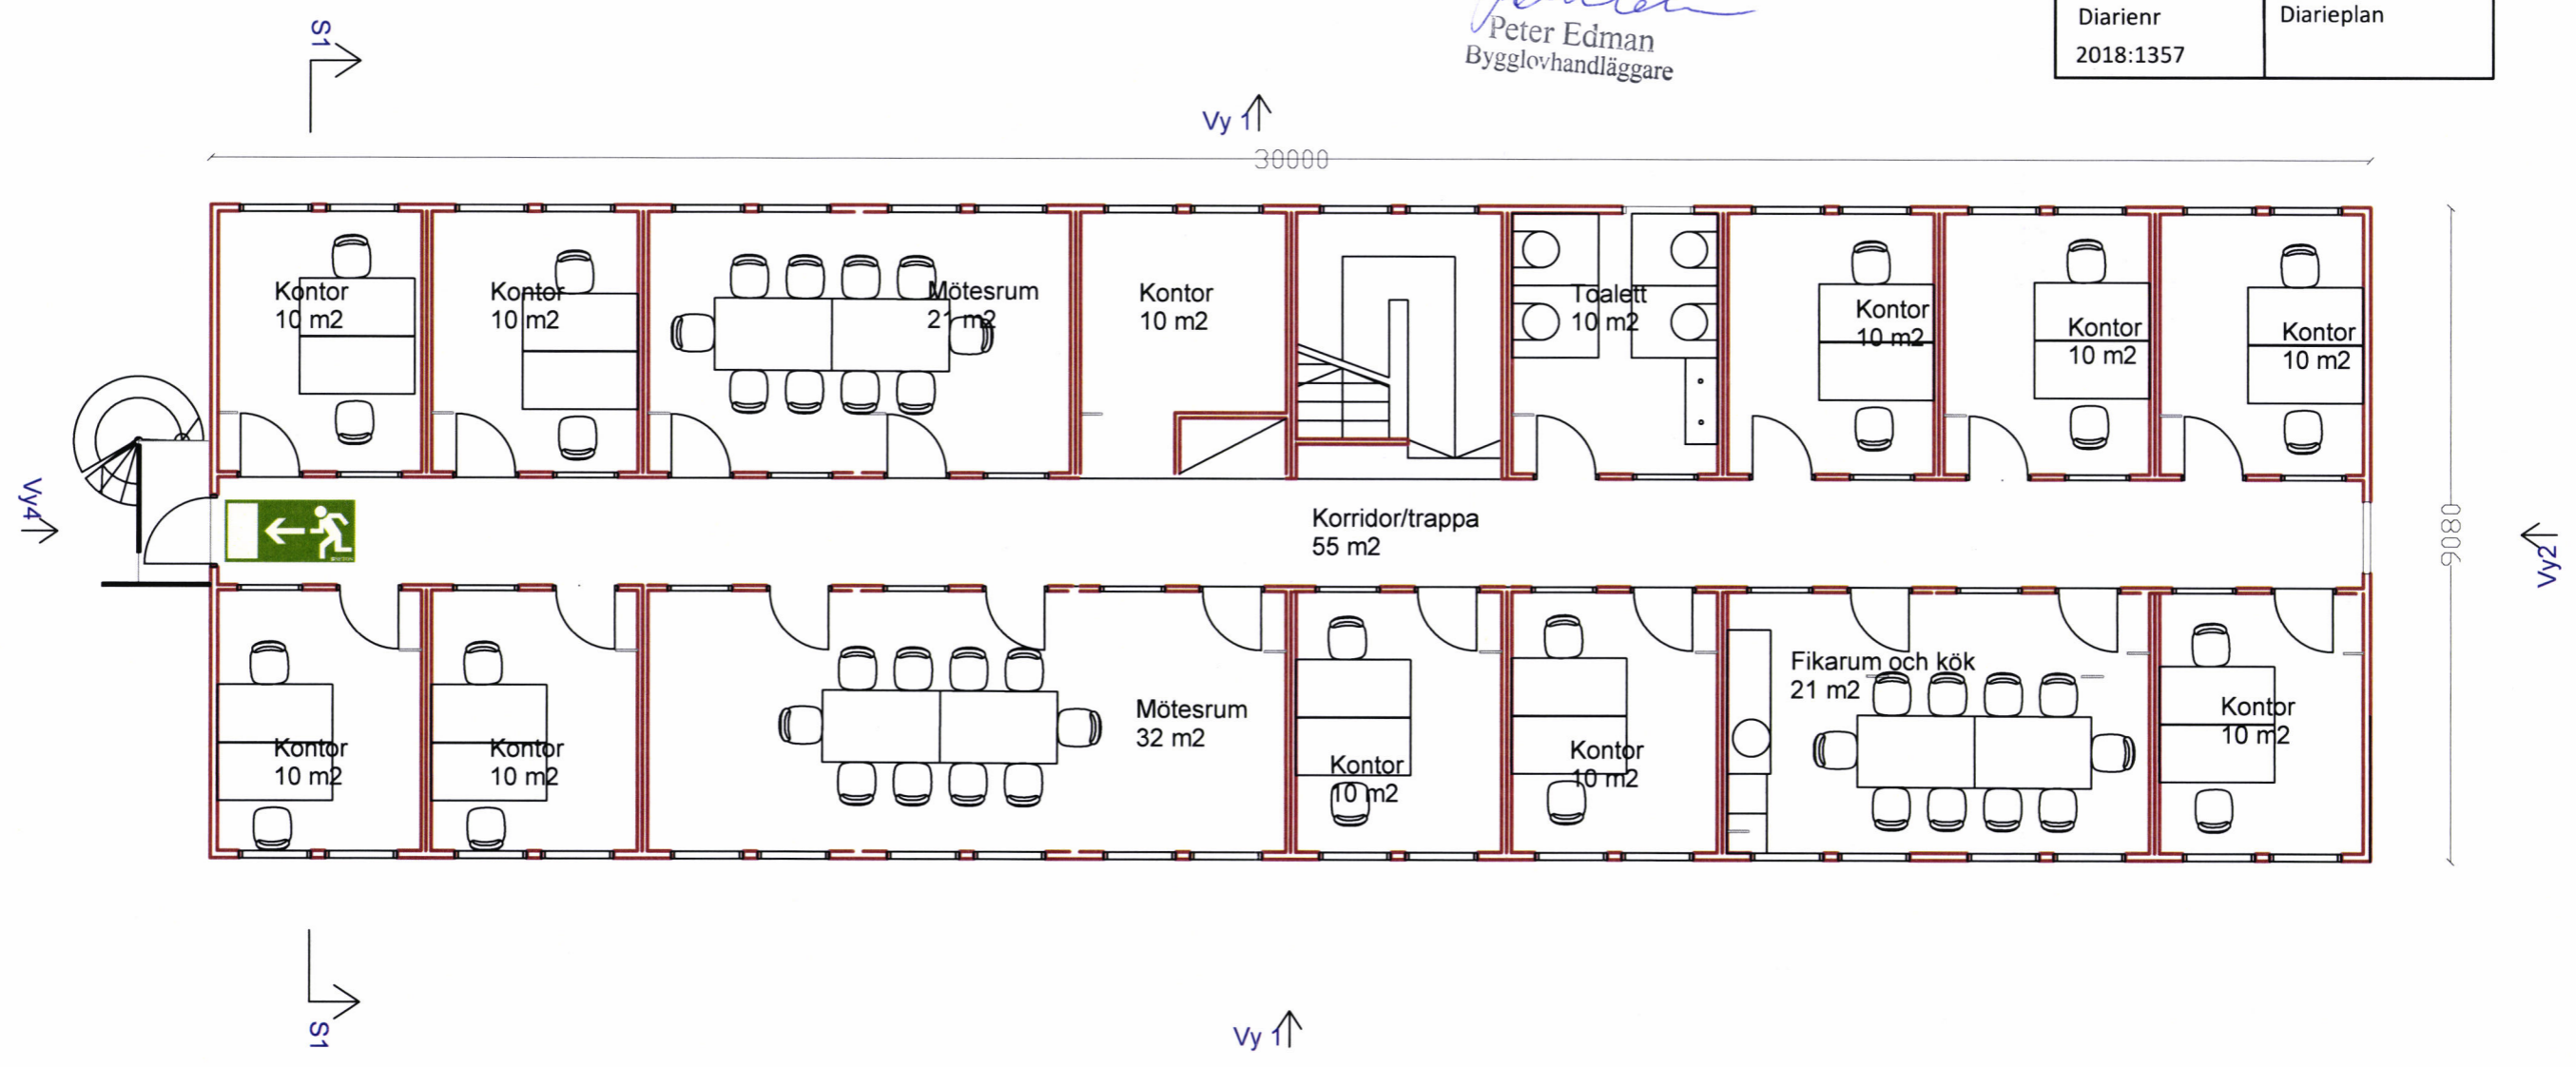 S1
Peter Edman
Bygglovhandläggare
Diarienr
2018:1357
Diarieplan
Vy 1
30000
Kontor
10 m2
Kontor
10 m2
Mötesrum
21 m2
Kontor
10 m2
Toalett
10 m2
Kontor
10 m2
Kontor
10 m2
Kontor
10 m2
Vy4
Korridor/trappa
55 m2
9080
Vy2
Kontor
10 m2
Kontor
10 m2
Mötesrum
32 m2
Kontor
10 m2
Kontor
10 m2
Fikarum och kök
21 m2
Kontor
10 m2
S1
Vy 1